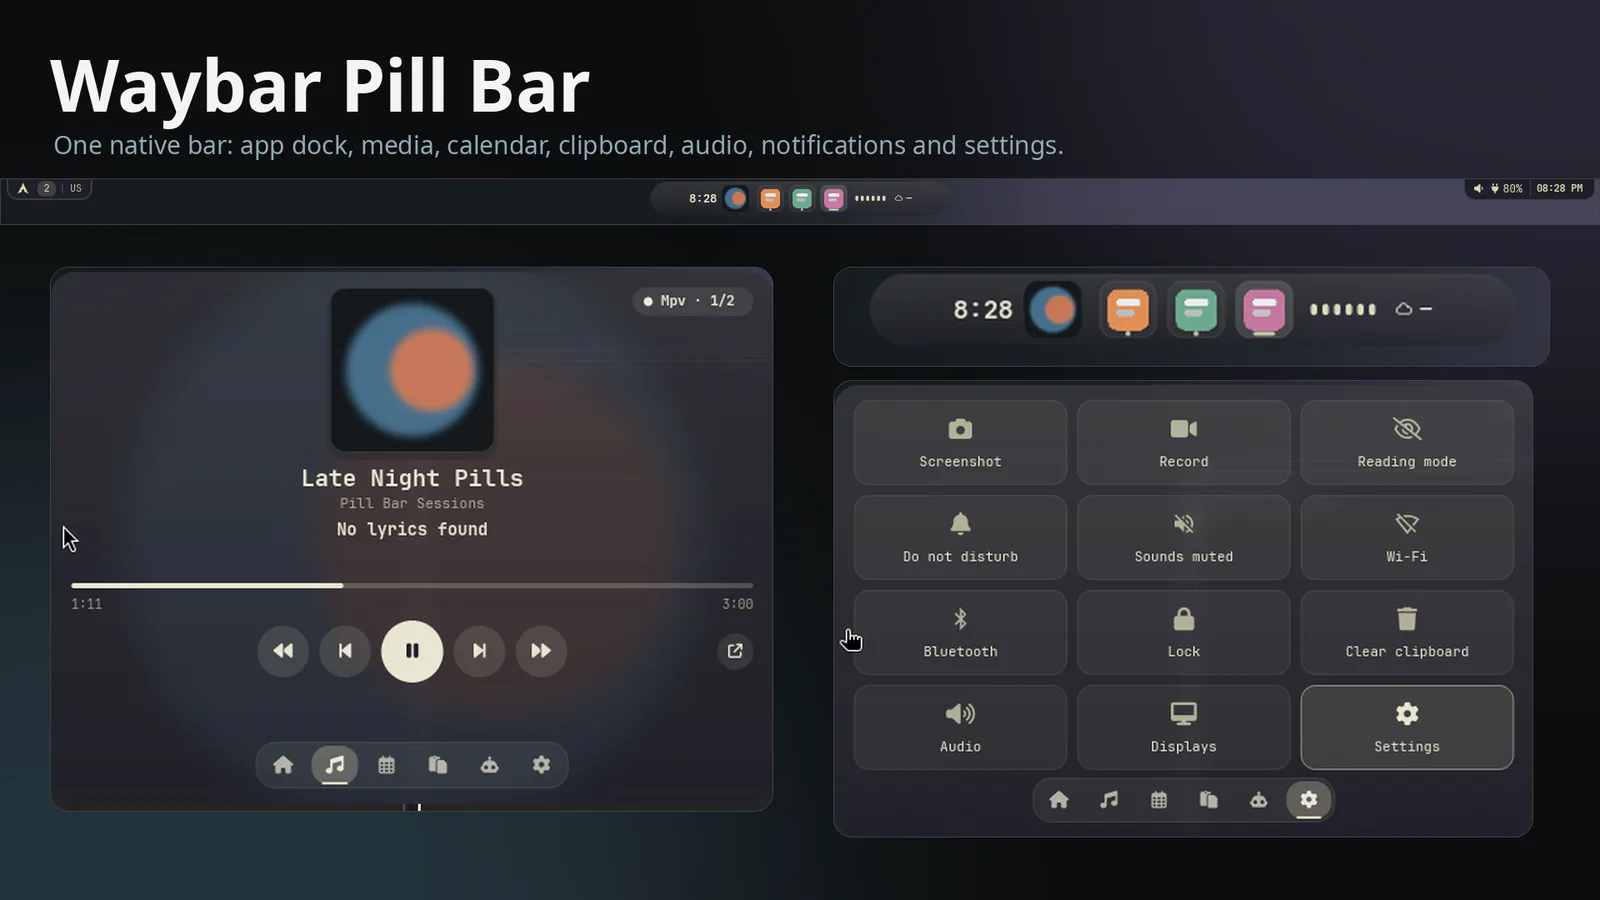 Waybar Pill Bar
One native bar: app dock, media, calendar, clipboard, audio, notifications and settings.
2 US
8:28
80% 08:28 PM
Mpv · 1/2
Late Night Pills
Pill Bar Sessions
No lyrics found
1:11 3:00
8:28
Screenshot Record Reading mode
Do not disturb Sounds muted Wi-Fi
Bluetooth Lock Clear clipboard
Audio Displays Settings